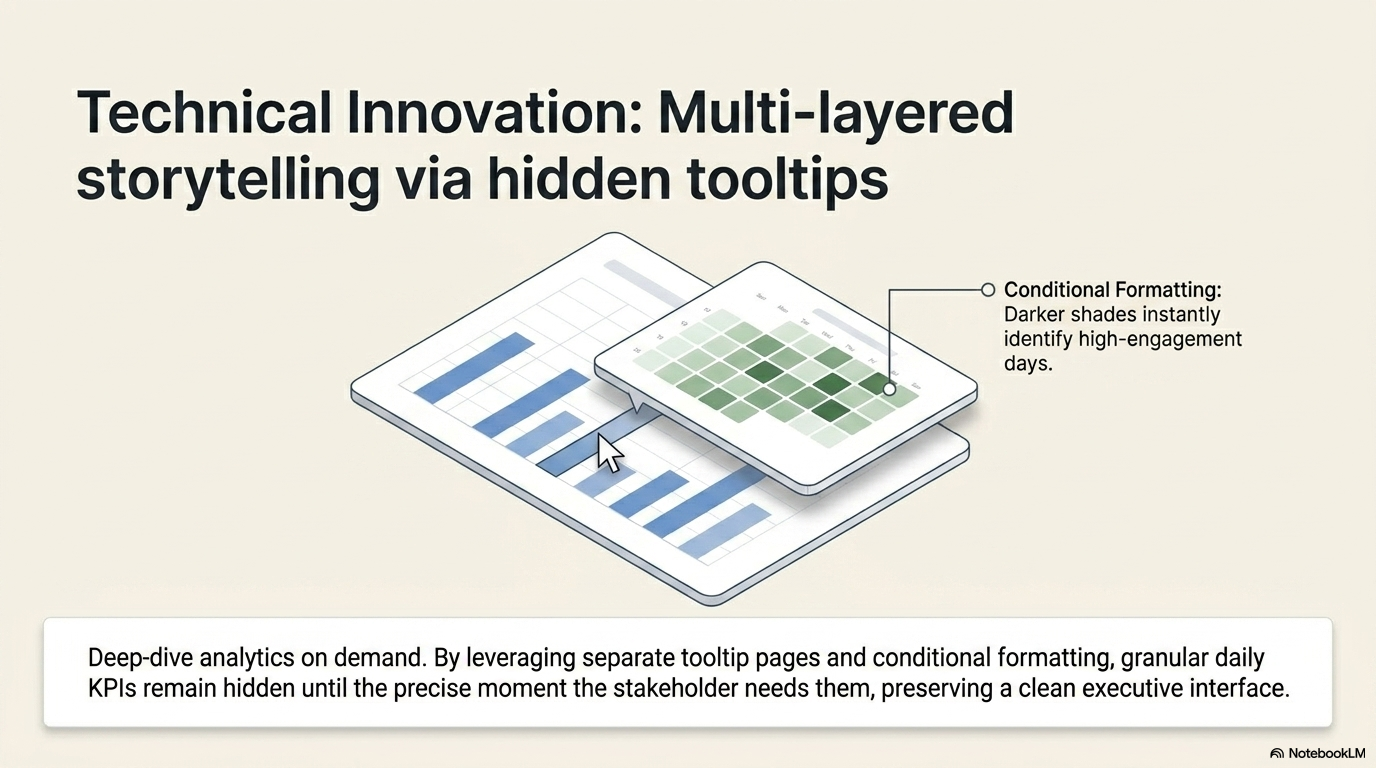 Technical Innovation: Multi-layered
storytelling via hidden tooltips
Conditional Formatting:
Darker shades instantly
identify high-engagement
days.
Deep-dive analytics on demand. By leveraging separate tooltip pages and conditional formatting, granular daily
KPIs remain hidden until the precise moment the stakeholder needs them, preserving a clean executive interface.
NotebookLM